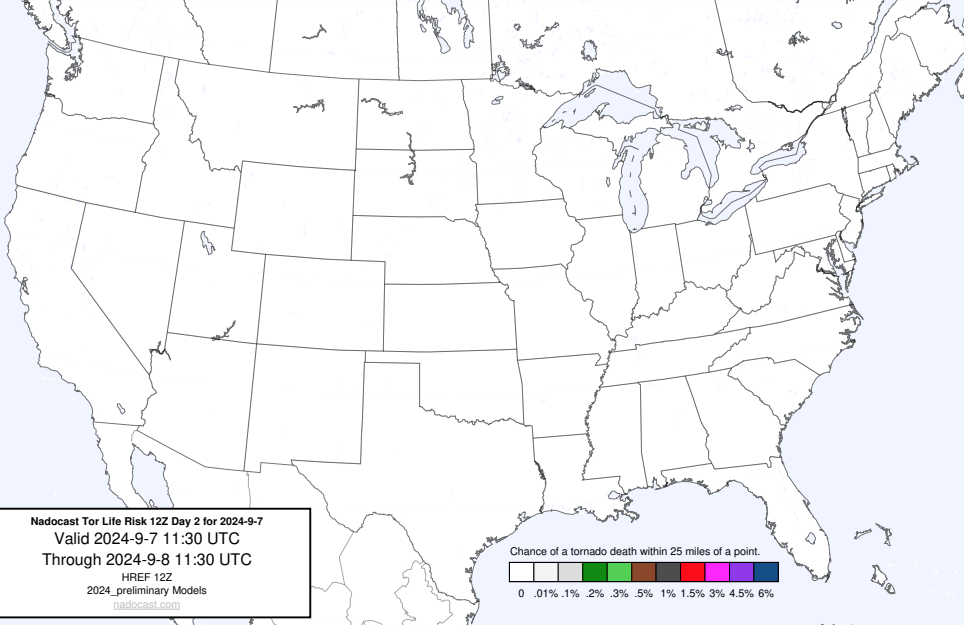 Nadocast Tor Life Risk 12Z Day 2 for 2024-9-7
Valid 2024-9-7 11:30 UTC
Through 2024-9-8 11:30 UTC
HREF 12Z
2024_preliminary Models
nadocast.com
Chance of a tornado death within 25 miles of a point.
0 .01% .1% .2% .3% .5% 1% 1.5% 3% 4.5% 6%